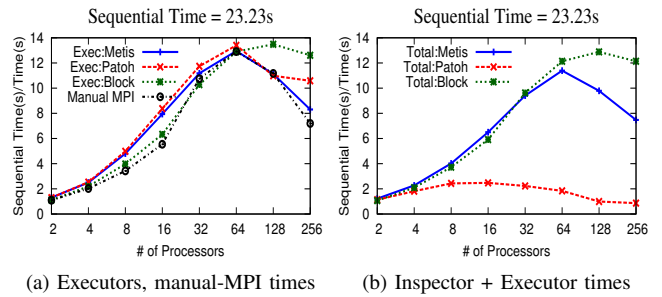 Sequential Time = 23.23s
Sequential Time(s)/Time(s)
14
12
10
8
6
4
2
0
Exec:Metis
Exec:Patoh
Exec:Block
Manual MPI
2 4 8 16 32 64 128 256
# of Processors
(a) Executors, manual-MPI times
Sequential Time = 23.23s
Sequential Time(s)/Time(s)
14
12
10
8
6
4
2
0
Total:Metis
Total:Patoh
Total:Block
2 4 8 16 32 64 128 256
# of Processors
(b) Inspector + Executor times